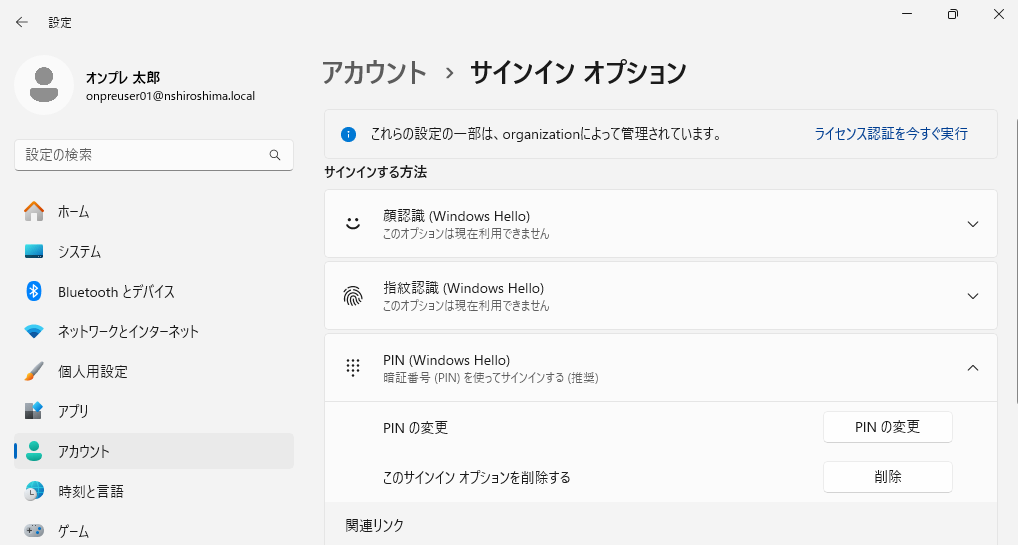 設定
オンプレ 太郎
onpreuser01@nshiroshima.local
設定の検索
ホーム
システム
Bluetooth とデバイス
ネットワークとインターネット
個人用設定
アプリ
アカウント
時刻と言語
ゲーム
アカウント › サインイン オプション
これらの設定の一部は、organizationによって管理されています。 ライセンス認証を今すぐ実行
サインインする方法
顔認識 (Windows Hello)
このオプションは現在利用できません
指紋認識 (Windows Hello)
このオプションは現在利用できません
PIN (Windows Hello)
暗証番号 (PIN) を使ってサインインする (推奨)
PIN の変更 PIN の変更
このサインイン オプションを削除する 削除
関連リンク